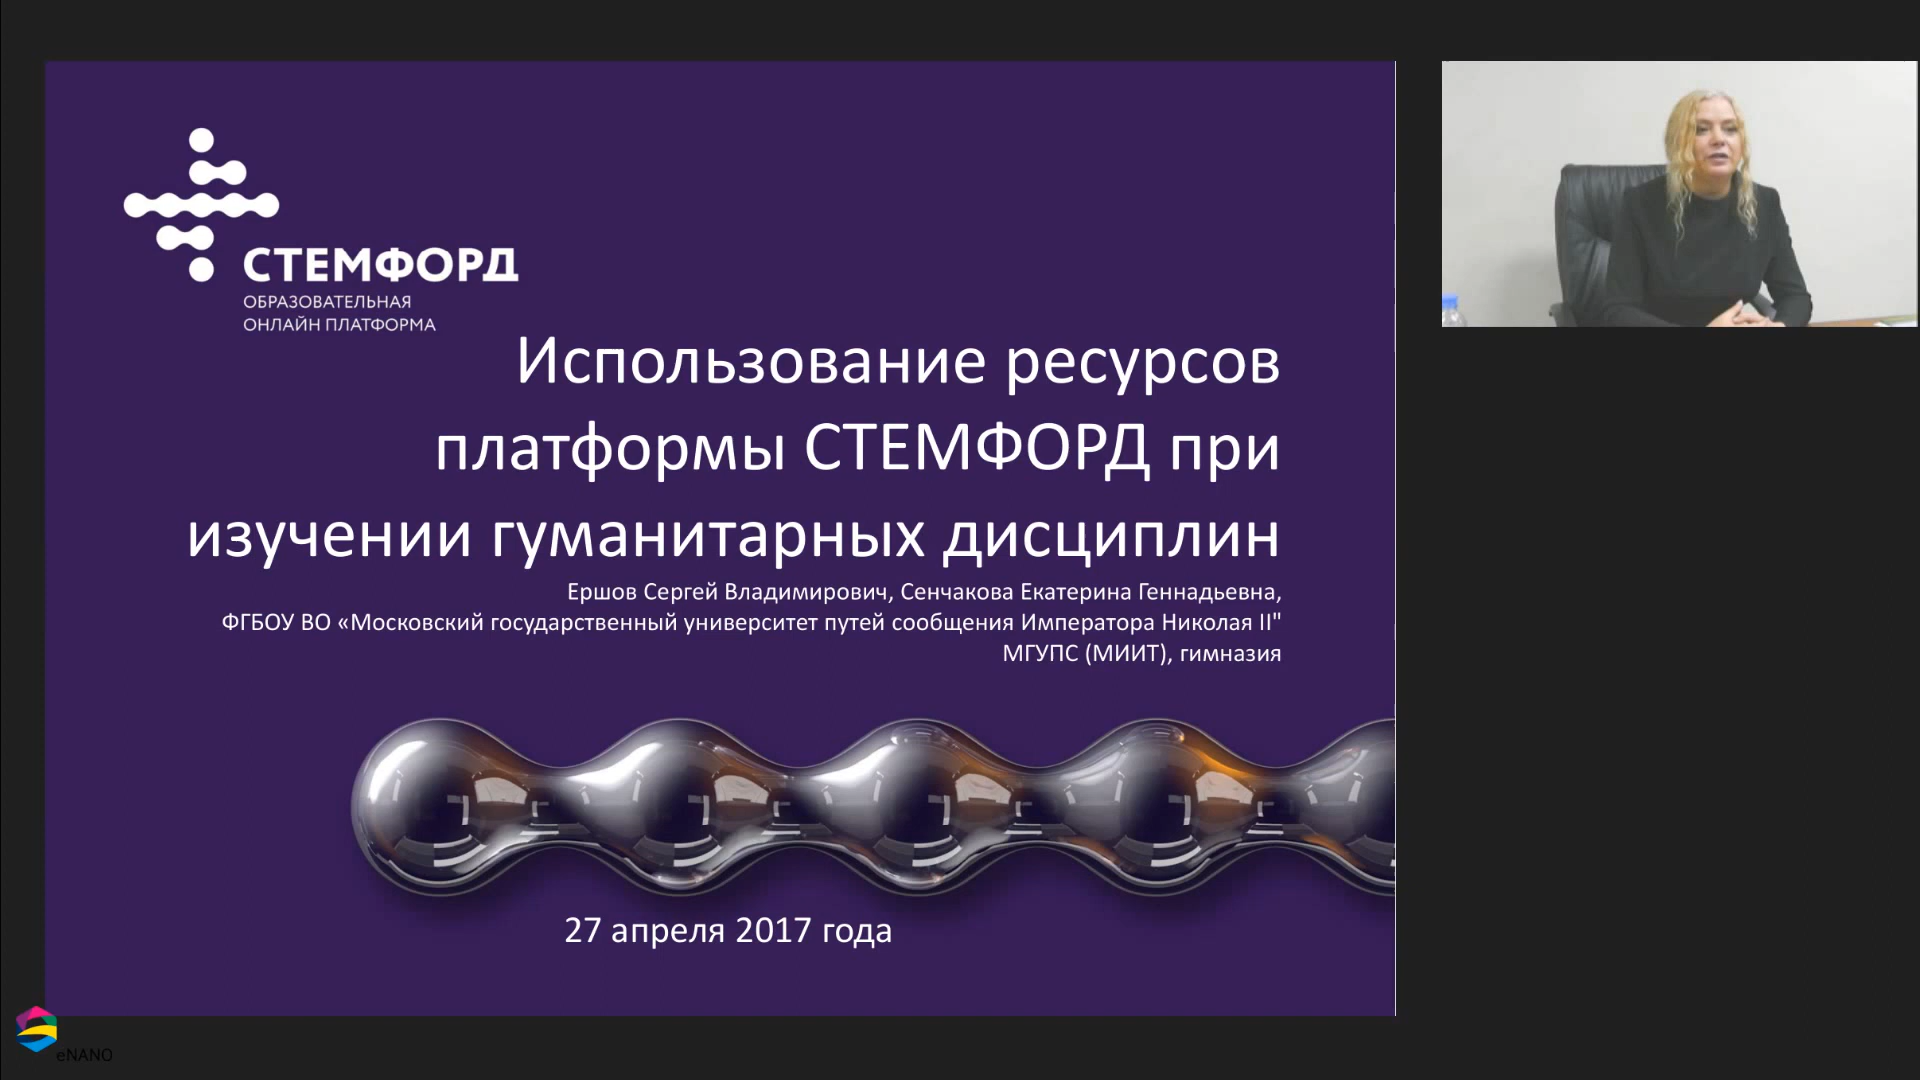 СТЕМФОРД
ОБРАЗОВАТЕЛЬНАЯ
ОНЛАЙН ПЛАТФОРМА
Использование ресурсов
платформы СТЕМФОРД при
изучении гуманитарных дисциплин
Ершов Сергей Владимирович, Сенчакова Екатерина Геннадьевна,
ФГБОУ ВО «Московский государственный университет путей сообщения Императора Николая II"
МГУПС (МИИТ), гимназия
27 апреля 2017 года
eNANO